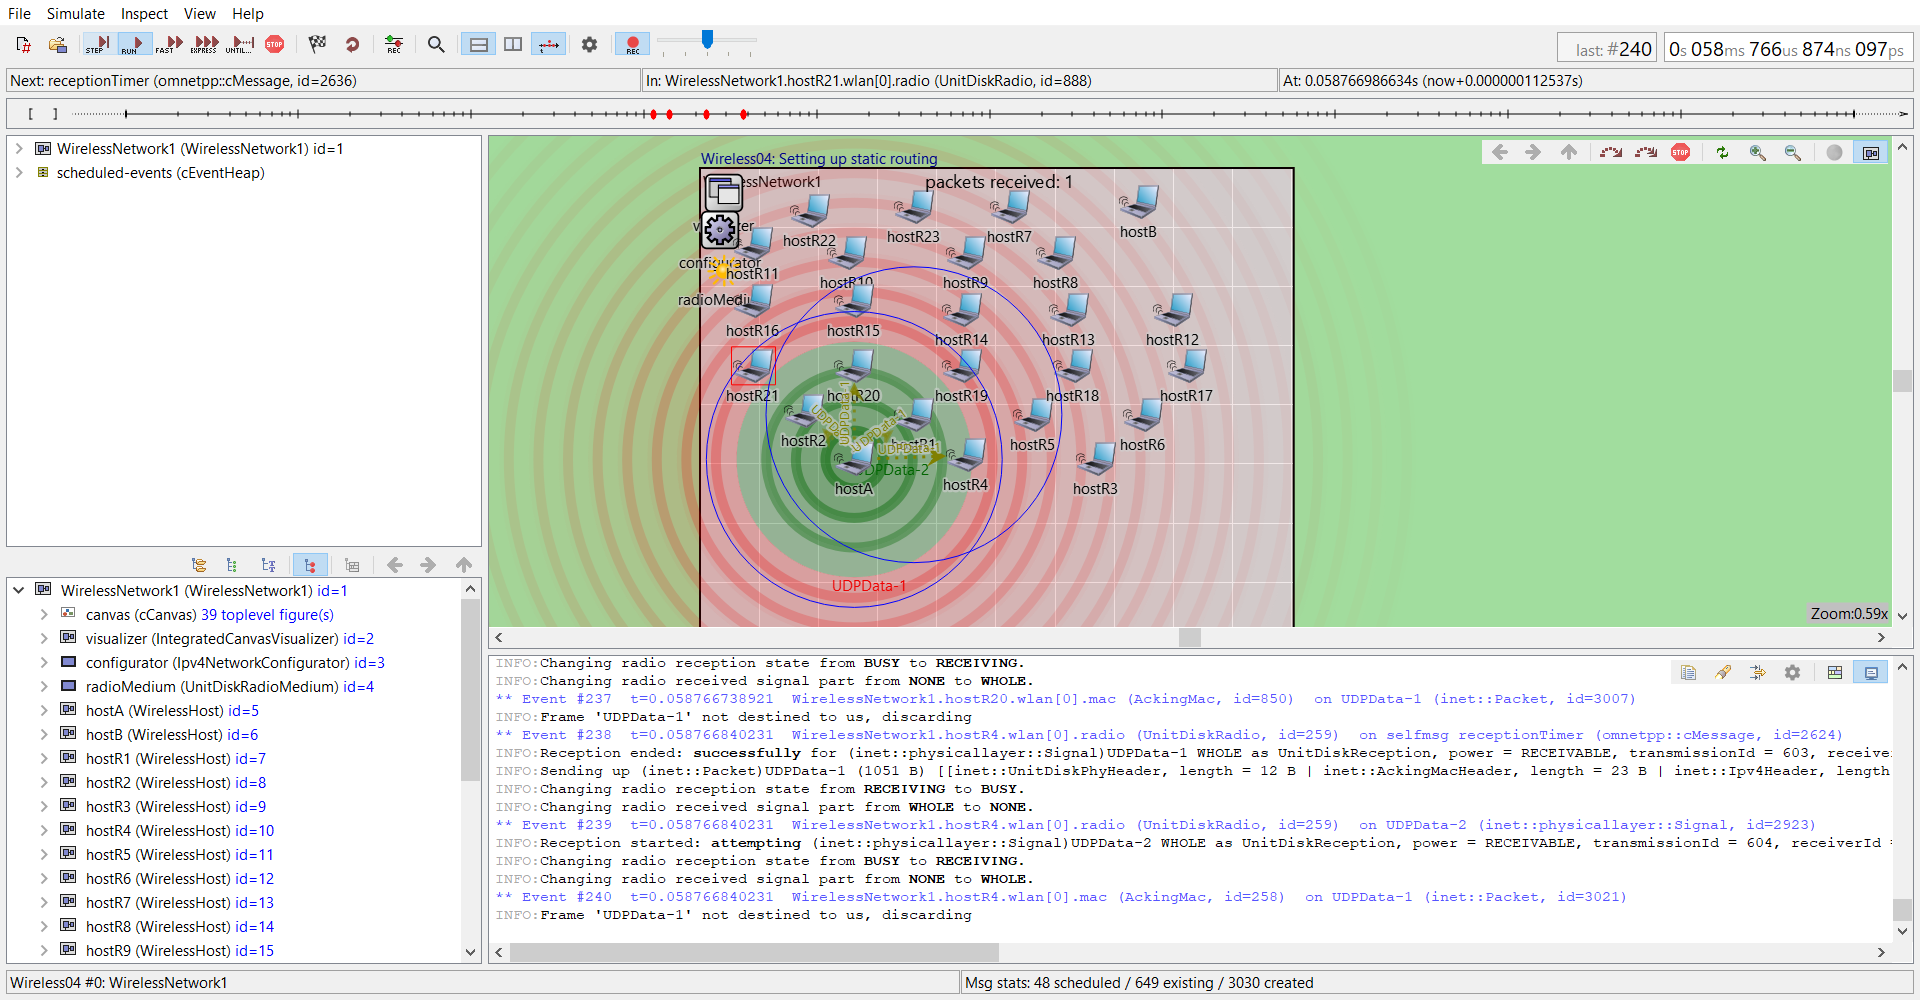 File Simulate Inspect View Help
STEP RUN FAST EXPRESS UNTIL... STOP REC REC
last: #240 0s 058ms 766us 874ns 097ps
Next: receptionTimer (omnetpp::cMessage, id=2636) In: WirelessNetwork1.hostR21.wlan[0].radio (UnitDiskRadio, id=888) At: 0.058766986634s (now+0.000000112537s)
[ ]
WirelessNetwork1 (WirelessNetwork1) id=1
scheduled-events (cEventHeap)
WirelessNetwork1 (WirelessNetwork1) id=1
canvas (cCanvas) 39 toplevel figure(s)
visualizer (IntegratedCanvasVisualizer) id=2
configurator (Ipv4NetworkConfigurator) id=3
radioMedium (UnitDiskRadioMedium) id=4
hostA (WirelessHost) id=5
hostB (WirelessHost) id=6
hostR1 (WirelessHost) id=7
hostR2 (WirelessHost) id=8
hostR3 (WirelessHost) id=9
hostR4 (WirelessHost) id=10
hostR5 (WirelessHost) id=11
hostR6 (WirelessHost) id=12
hostR7 (WirelessHost) id=13
hostR8 (WirelessHost) id=14
hostR9 (WirelessHost) id=15
Wireless04: Setting up static routing
STOP
packets received: 1
hostR22 hostR23 hostR7 hostB
configurator
hostR11 hostR10 hostR9 hostR8
hostR16 hostR15 hostR14 hostR13 hostR12
hostR21 hostR20 hostR19 hostR18 hostR17
UDPData-1
hostR2 hostR1 hostR5 hostR6
UDPData-1
hostA hostR4 hostR3
UDPData-1
Zoom:0.59x
INFO:Changing radio reception state from BUSY to RECEIVING.
INFO:Changing radio received signal part from NONE to WHOLE.
** Event #237 t=0.058766738921 WirelessNetwork1.hostR20.wlan[0].mac (AckingMac, id=850) on UDPData-1 (inet::Packet, id=3007)
INFO:Frame 'UDPData-1' not destined to us, discarding
** Event #238 t=0.058766840231 WirelessNetwork1.hostR4.wlan[0].radio (UnitDiskRadio, id=259) on selfmsg receptionTimer (omnetpp::cMessage, id=2624)
INFO:Reception ended: successfully for (inet::physicallayer::Signal)UDPData-1 WHOLE as UnitDiskReception, power = RECEIVABLE, transmissionId = 603, receive
INFO:Sending up (inet::Packet)UDPData-1 (1051 B) [[inet::UnitDiskPhyHeader, length = 12 B | inet::AckingMacHeader, length = 23 B | inet::Ipv4Header, length
INFO:Changing radio reception state from RECEIVING to BUSY.
INFO:Changing radio received signal part from WHOLE to NONE.
** Event #239 t=0.058766840231 WirelessNetwork1.hostR4.wlan[0].radio (UnitDiskRadio, id=259) on UDPData-2 (inet::physicallayer::Signal, id=2923)
INFO:Reception started: attempting (inet::physicallayer::Signal)UDPData-2 WHOLE as UnitDiskReception, power = RECEIVABLE, transmissionId = 604, receiverId =
INFO:Changing radio reception state from BUSY to RECEIVING.
INFO:Changing radio received signal part from NONE to WHOLE.
** Event #240 t=0.058766840231 WirelessNetwork1.hostR4.wlan[0].mac (AckingMac, id=258) on UDPData-1 (inet::Packet, id=3021)
INFO:Frame 'UDPData-1' not destined to us, discarding
Wireless04 #0: WirelessNetwork1 Msg stats: 48 scheduled / 649 existing / 3030 created